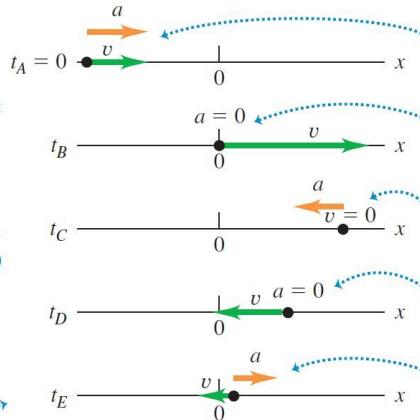 a
v
t_A = 0
x
0
a = 0
v
t_B
x
0
a
v = 0
t_C
x
0
v a = 0
t_D
x
0
a
v
t_E
x
0